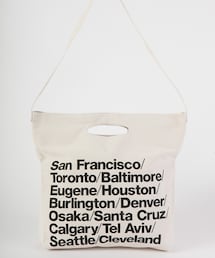 San Francisco/
Toronto/Baltimore/
Eugene/Houston/
Burlington/Denver/
Osaka/Santa Cruz/
Calgary/Tel Aviv/
Seattle/Cleveland